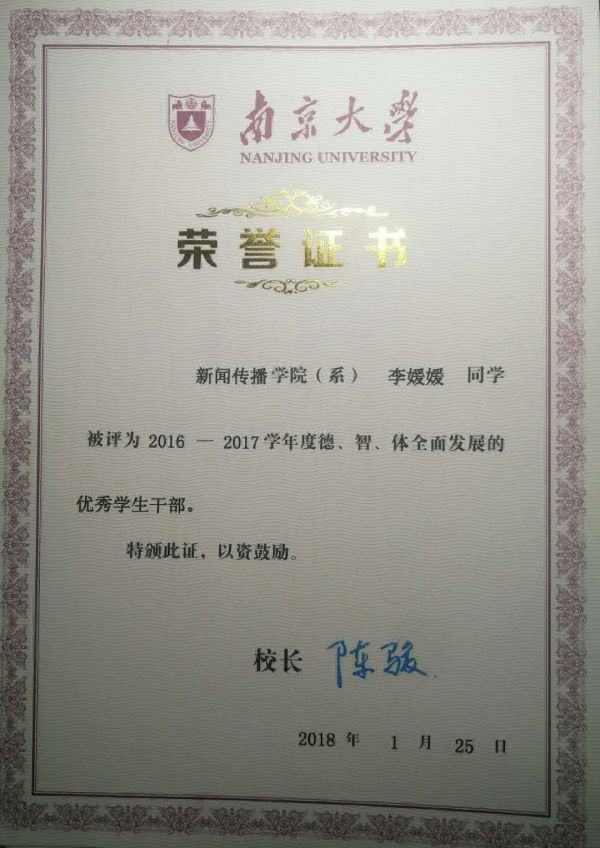 南京大學
NANJING UNIVERSITY
荣誉证书
新闻传播学院（系） 李媛媛 同学
被评为 2016 — 2017 学年度德、智、体全面发展的
优秀学生干部。
特颁此证，以资鼓励。
校长 陈骏
2018 年 1 月 25 日